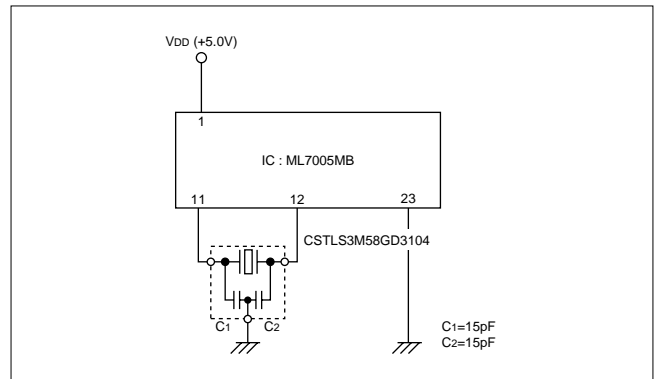 VDD (+5.0V)
1
IC : ML7005MB
11
12
23
CSTLS3M58GD3104
C1
C2
C1=15pF
C2=15pF